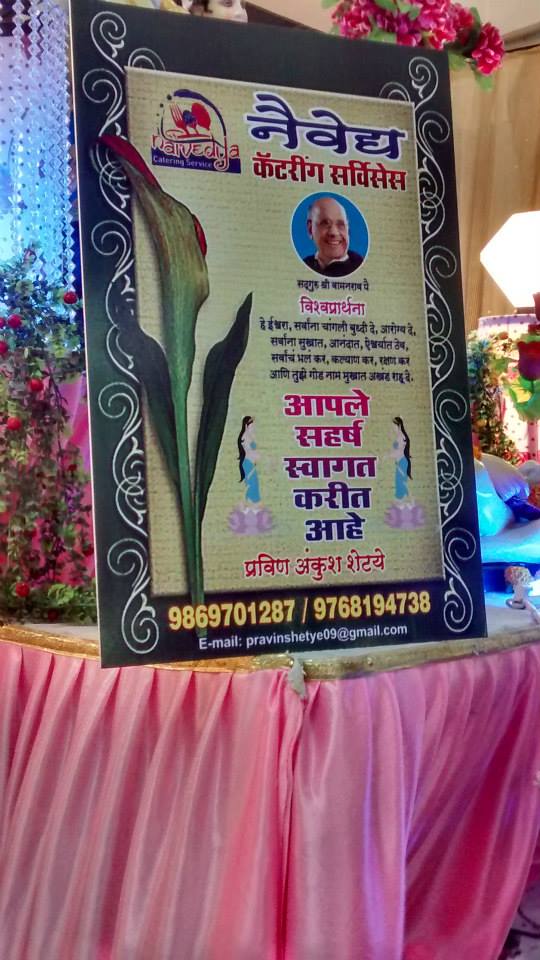 naivedya
Catering Service
नैवेद्य
कॅटरींग सर्विसेस
सद्गुरु श्री वामनराव पै
विश्वप्रार्थना
हे ईश्वरा, सर्वांना चांगली बुध्दी दे, आरोग्य दे,
सर्वांना सुखात, आनंदात, ऐश्वर्यात ठेव,
सर्वांचं भलं कर, कल्याण कर, रक्षण कर
आणि तुझे गोड नाम मुखात अखंड राहू दे.
आपले
सहर्ष
स्वागत
करीत
आहे
प्रविण अंकुश शेटये
9869701287 / 9768194738
E-mail: pravinshetye09@gmail.com